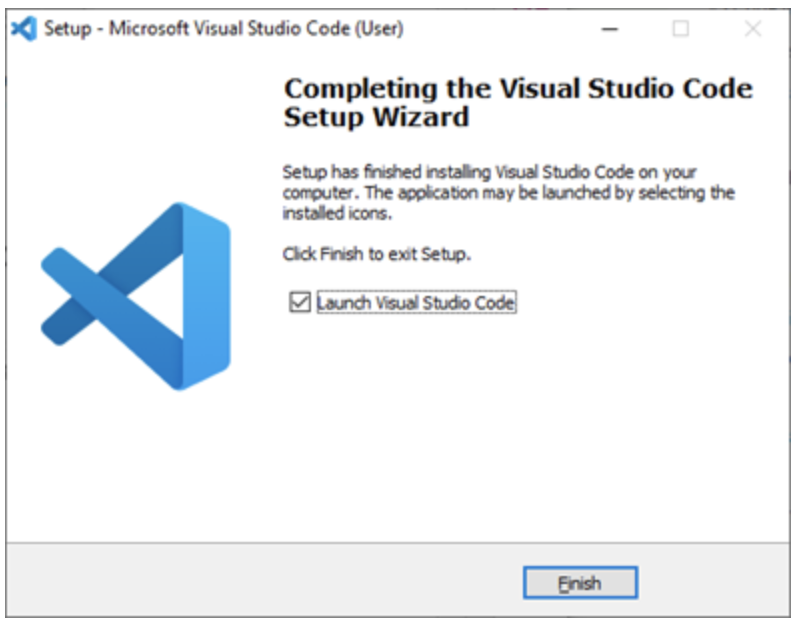 Setup - Microsoft Visual Studio Code (User)
Completing the Visual Studio Code
Setup Wizard
Setup has finished installing Visual Studio Code on your
computer. The application may be launched by selecting the
installed icons.
Click Finish to exit Setup.
Launch Visual Studio Code
Finish